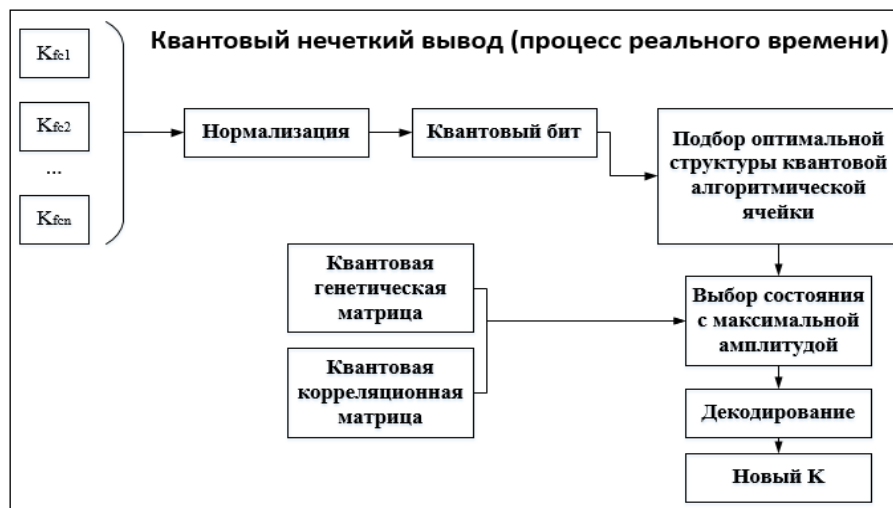 Квантовый нечеткий вывод (процесс реального времени)
Kfc1
Kfc2
...
Kfcn
Нормализация
Квантовый бит
Подбор оптимальной
структуры квантовой
алгоритмической
ячейки
Квантовая
генетическая
матрица
Квантовая
корреляционная
матрица
Выбор состояния
с максимальной
амплитудой
Декодирование
Новый K